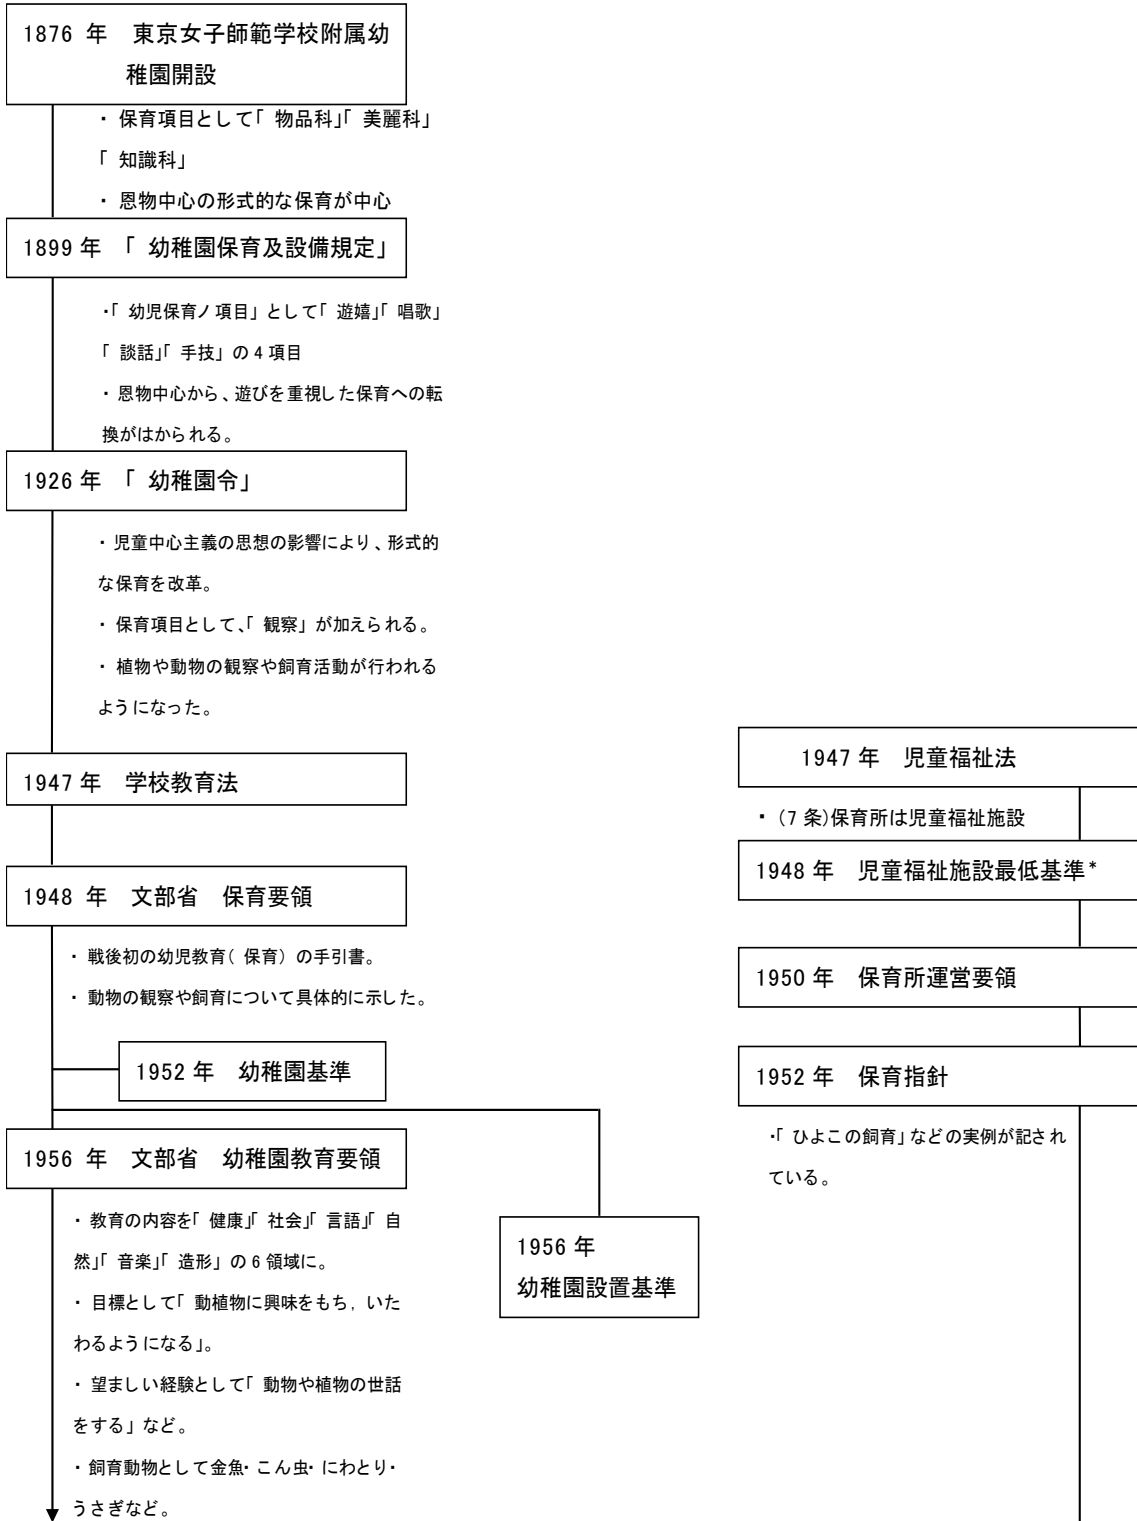 1876 年　東京女子師範学校附属幼
稚園開設
・ 保育項目として「 物品科」「 美麗科」
「 知識科」
・ 恩物中心の形式的な保育が中心
1899 年　「 幼稚園保育及設備規定」
・「 幼児保育ノ項目」 として「 遊嬉」「 唱歌」
「 談話」「 手技」 の 4 項目
・ 恩物中心から、遊びを重視した保育への転
換がはかられる。
1926 年　「 幼稚園令」
・ 児童中心主義の思想の影響により、形式的
な保育を改革。
・ 保育項目として、「 観察」 が加えられる。
・ 植物や動物の観察や飼育活動が行われる
ようになった。
1947 年　学校教育法
1948 年　文部省　保育要領
・ 戦後初の幼児教育( 保育) の手引書。
・ 動物の観察や飼育について具体的に示した。
1952 年　幼稚園基準
1956 年　文部省　幼稚園教育要領
・ 教育の内容を「 健康」「 社会」「 言語」「 自
然」「 音楽」「 造形」 の 6 領域に。
・ 目標として「 動植物に興味をもち, いた
わるようになる」。
・ 望ましい経験として「 動物や植物の世話
をする」 など。
・ 飼育動物として金魚・ こん虫・ にわとり・
うさぎなど。
1956 年
幼稚園設置基準
1947 年　児童福祉法
・ (7 条)保育所は児童福祉施設
1948 年　児童福祉施設最低基準*
1950 年　保育所運営要領
1952 年　保育指針
・「 ひよこの飼育」などの実例が記され
ている。